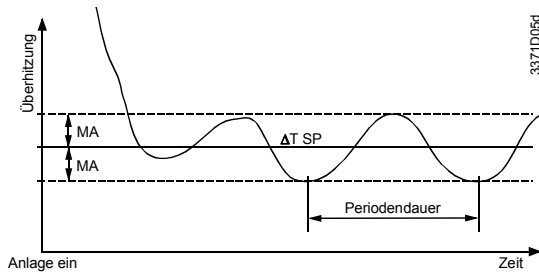 Überhitzung
3371D05d
MA
ΔT SP
MA
Periodendauer
Anlage ein
Zeit